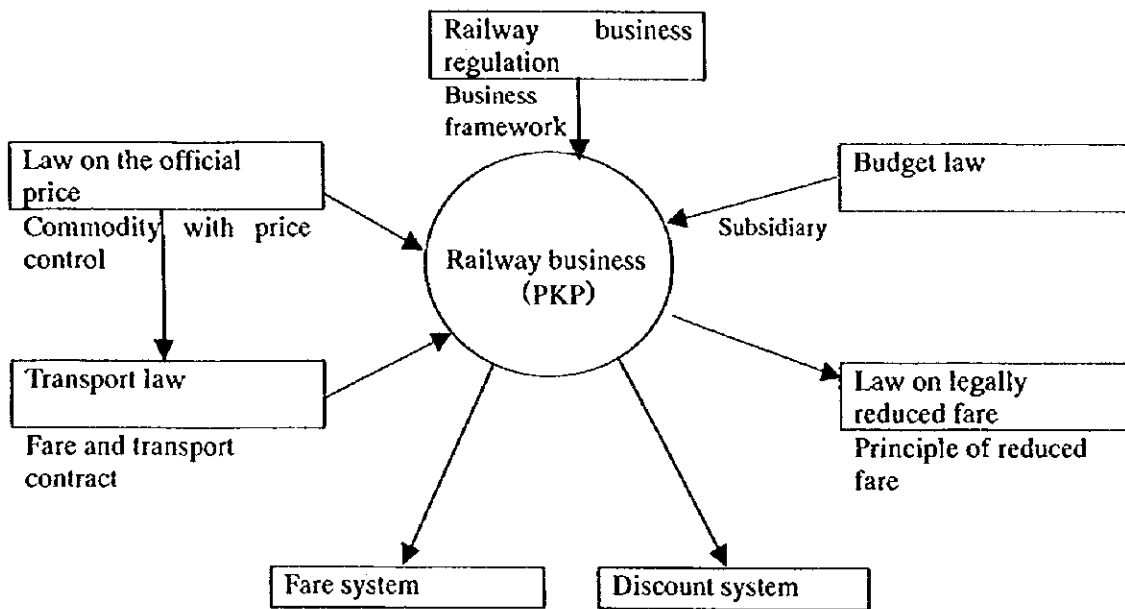 Railway business
regulation
Business
framework
Law on the official
price
Commodity with price
control
Budget law
Subsidiary
Railway business
(PKP)
Transport law
Fare and transport
contract
Law on legally
reduced fare
Principle of reduced
fare
Fare system
Discount system